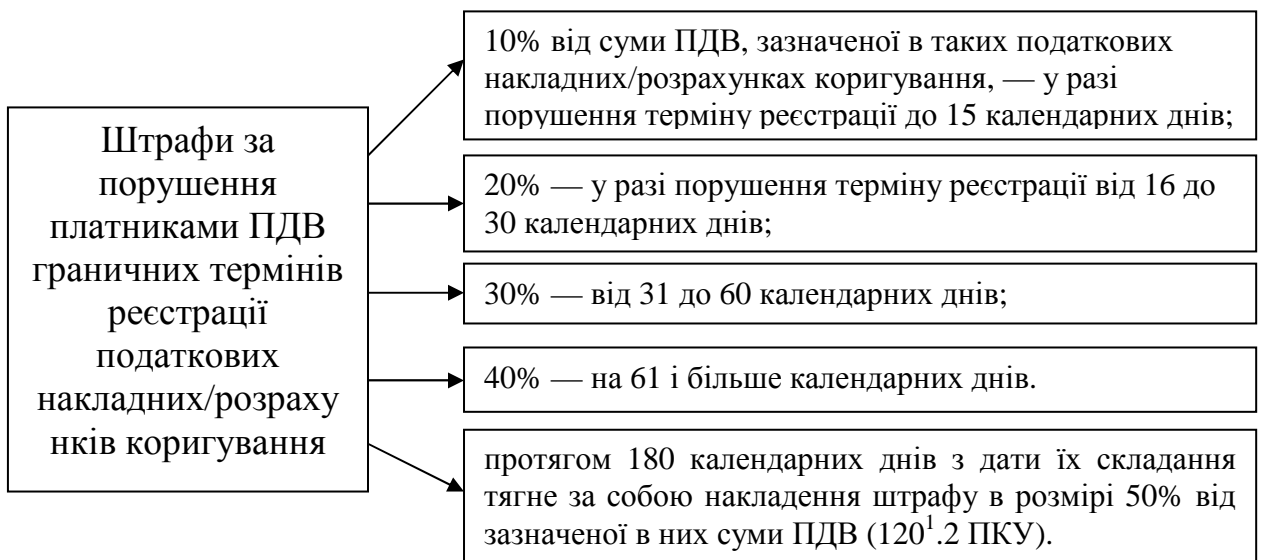 Штрафи за
порушення
платниками ПДВ
граничних термінів
реєстрації
податкових
накладних/розраху
нків коригування
10% від суми ПДВ, зазначеної в таких податкових
накладних/розрахунках коригування, — у разі
порушення терміну реєстрації до 15 календарних днів;
20% — у разі порушення терміну реєстрації від 16 до
30 календарних днів;
30% — від 31 до 60 календарних днів;
40% — на 61 і більше календарних днів.
протягом 180 календарних днів з дати їх складання
тягне за собою накладення штрафу в розмірі 50% від
зазначеної в них суми ПДВ (120¹.2 ПКУ).